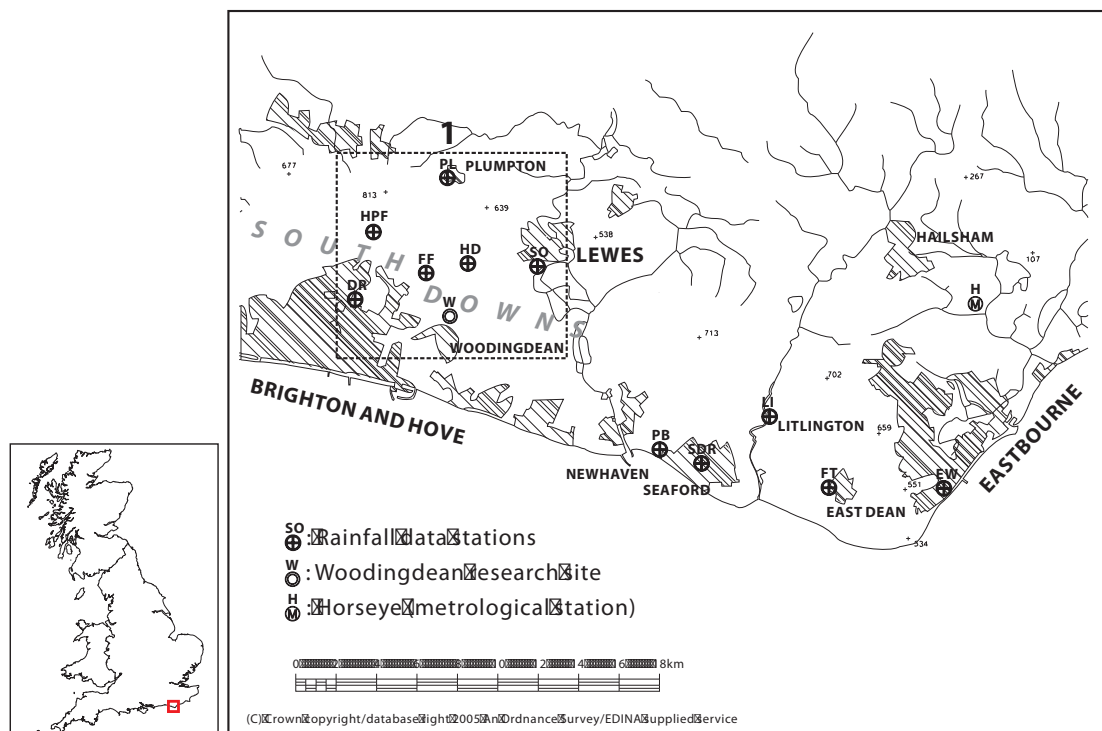 1
PL
PLUMPTON
677
813
639
267
HPF
538
HAILSHAM
SOUTH DOWNS
HD
FF
SO
LEWES
107
DR
H
M
W
713
WOODINGDEAN
702
BRIGHTON AND HOVE
LI
LITLINGTON
659
EASTBOURNE
PB
SDR
NEWHAVEN
SEAFORD
FT
551
EW
EAST DEAN
534
SO
: Rainfall data stations
W
: Woodingdean research site
H
M
: Horseye (metrological station)
8km
(C) Crown copyright/database right 2005 An Ordnance Survey/EDINA supplied service